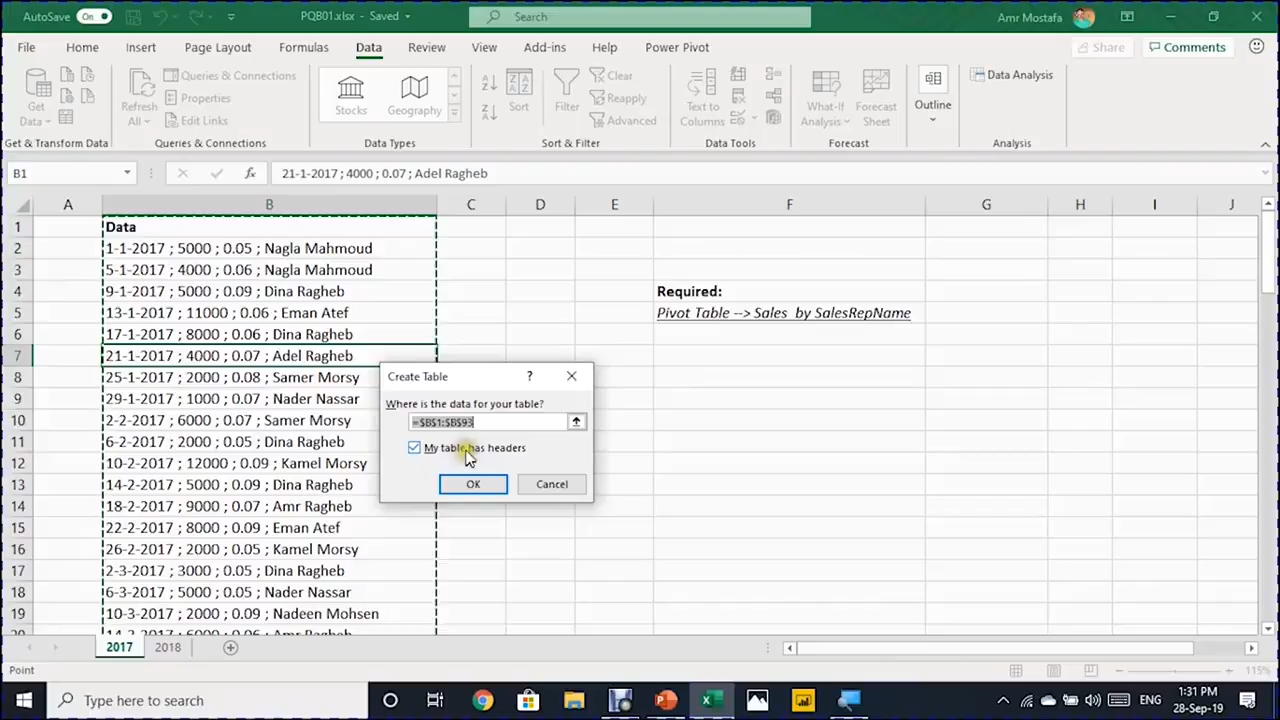 AutoSave On PQB01.xlsx - Saved Search Amr Mostafa
File Home Insert Page Layout Formulas Data Review View Add-ins Help Power Pivot Share Comments
Get Data Refresh All Queries & Connections Properties Edit Links Stocks Geography Sort Filter Clear Reapply Advanced Text to Columns What-If Analysis Forecast Sheet Outline Data Analysis
Get & Transform Data Queries & Connections Data Types Sort & Filter Data Tools Forecast Analysis
B1 fx 21-1-2017 ; 4000 ; 0.07 ; Adel Ragheb
A B C D E F G H I J
1 Data
2 1-1-2017 ; 5000 ; 0.05 ; Nagla Mahmoud
3 5-1-2017 ; 4000 ; 0.06 ; Nagla Mahmoud
4 9-1-2017 ; 5000 ; 0.09 ; Dina Ragheb Required:
5 13-1-2017 ; 11000 ; 0.06 ; Eman Atef Pivot Table --> Sales by SalesRepName
6 17-1-2017 ; 8000 ; 0.06 ; Dina Ragheb
7 21-1-2017 ; 4000 ; 0.07 ; Adel Ragheb
8 25-1-2017 ; 2000 ; 0.08 ; Samer Morsy
9 29-1-2017 ; 1000 ; 0.07 ; Nader Nassar
10 2-2-2017 ; 6000 ; 0.07 ; Samer Morsy
11 6-2-2017 ; 2000 ; 0.05 ; Dina Ragheb
12 10-2-2017 ; 12000 ; 0.09 ; Kamel Morsy
13 14-2-2017 ; 5000 ; 0.09 ; Dina Ragheb
14 18-2-2017 ; 9000 ; 0.07 ; Amr Ragheb
15 22-2-2017 ; 8000 ; 0.09 ; Eman Atef
16 26-2-2017 ; 2000 ; 0.05 ; Kamel Morsy
17 2-3-2017 ; 3000 ; 0.05 ; Dina Ragheb
18 6-3-2017 ; 5000 ; 0.05 ; Nader Nassar
19 10-3-2017 ; 2000 ; 0.09 ; Nadeen Mohsen
Create Table ?
Where is the data for your table?
=$B$1:$B$93
My table has headers
OK Cancel
2017 2018
Point 115%
Type here to search ENG 1:31 PM
28-Sep-19